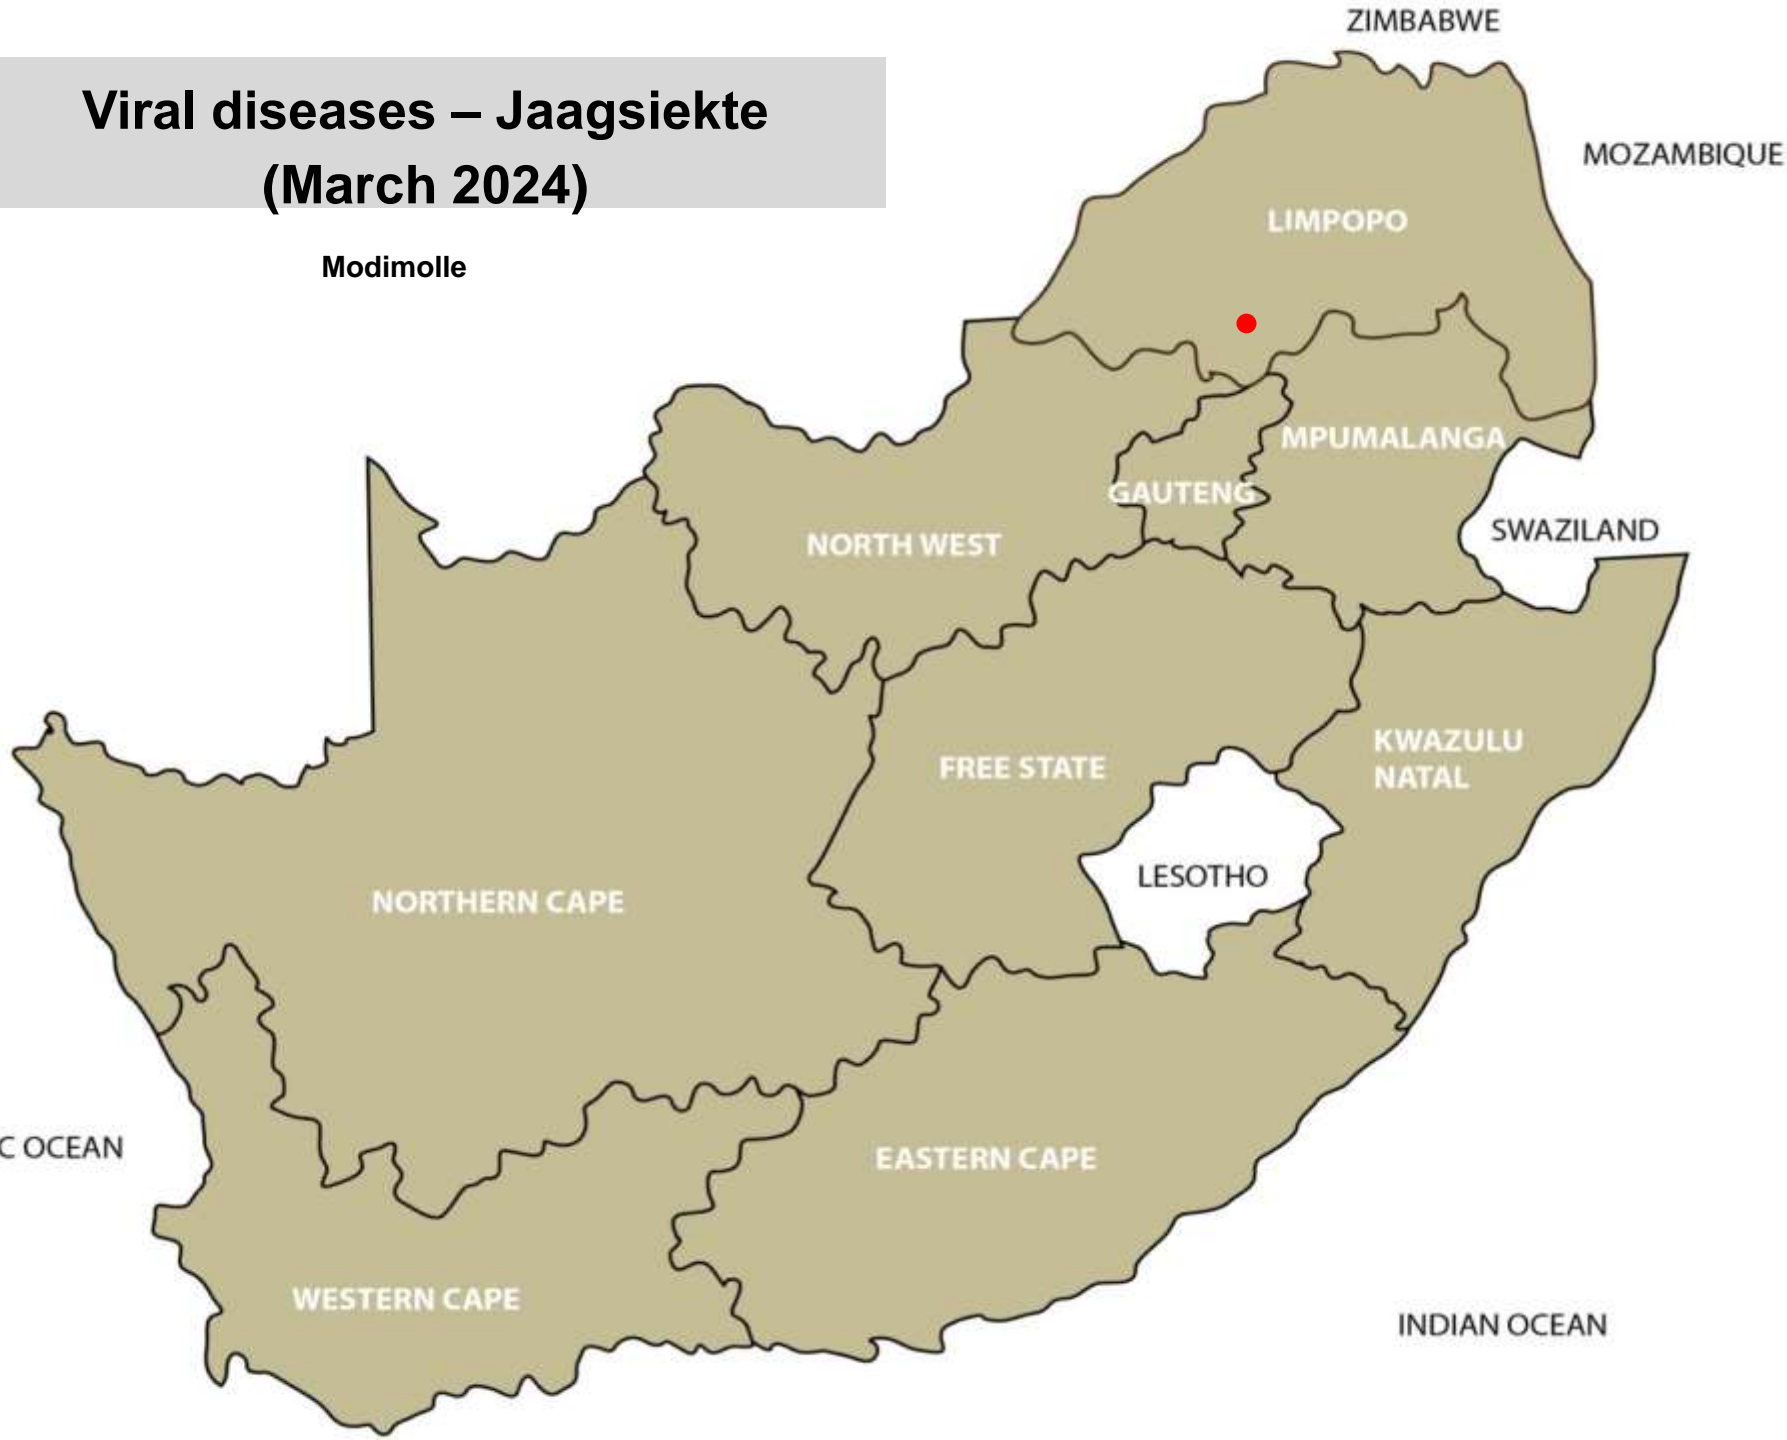 ZIMBABWE
Viral diseases – Jaagsiekte
(March 2024)
MOZAMBIQUE
LIMPOPO
Modimolle
MPUMALANGA
GAUTENG
SWAZILAND
NORTH WEST
KWAZULU
NATAL
FREE STATE
LESOTHO
NORTHERN CAPE
C OCEAN
EASTERN CAPE
WESTERN CAPE
INDIAN OCEAN